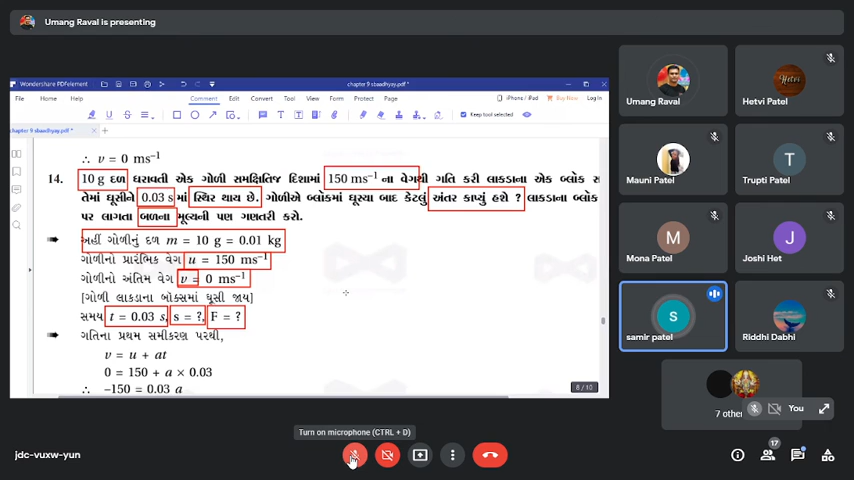 Umang Raval is presenting
Wondershare PDFelement
chapter 9 sbaadhyay.pdf *
File Home Edit Comment Convert View Form Protect Page Tool Help iPhone / iPad Buy Now Log In
Keep tool selected
chapter 9 sbaadhyay.pdf *
∴ v = 0 ms⁻¹
14. 10 g દળ ધરાવતી એક ગોળી સમક્ષિતિજ દિશામાં 150 ms⁻¹ ના વેગથી ગતિ કરી લાકડાના એક બ્લૉક સ
તેમાં ઘૂસીને 0.03 s માં સ્થિર થાય છે. ગોળીએ બ્લૉકમાં ઘૂસ્યા બાદ કેટલું અંતર કાપ્યું હશે ? લાકડાના બ્લૉક
પર લાગતા બળના મૂલ્યની પણ ગણતરી કરો.
અહીં ગોળીનું દળ m = 10 g = 0.01 kg
ગોળીનો પ્રારંભિક વેગ u = 150 ms⁻¹
ગોળીનો અંતિમ વેગ v = 0 ms⁻¹
[ગોળી લાકડાના બૉક્સમાં ઘૂસી જાય]
સમય t = 0.03 s, s = ?, F = ?
ગતિના પ્રથમ સમીકરણ પરથી,
v = u + at
0 = 150 + a × 0.03
∴ –150 = 0.03 a
8 / 10
Umang Raval
Hetvi Patel
Mauni Patel
T
Trupti Patel
M
Mona Patel
J
Joshi Het
S
samir patel
Riddhi Dabhi
7 other
You
Turn on microphone (CTRL + D)
jdc-vuxw-yun
17